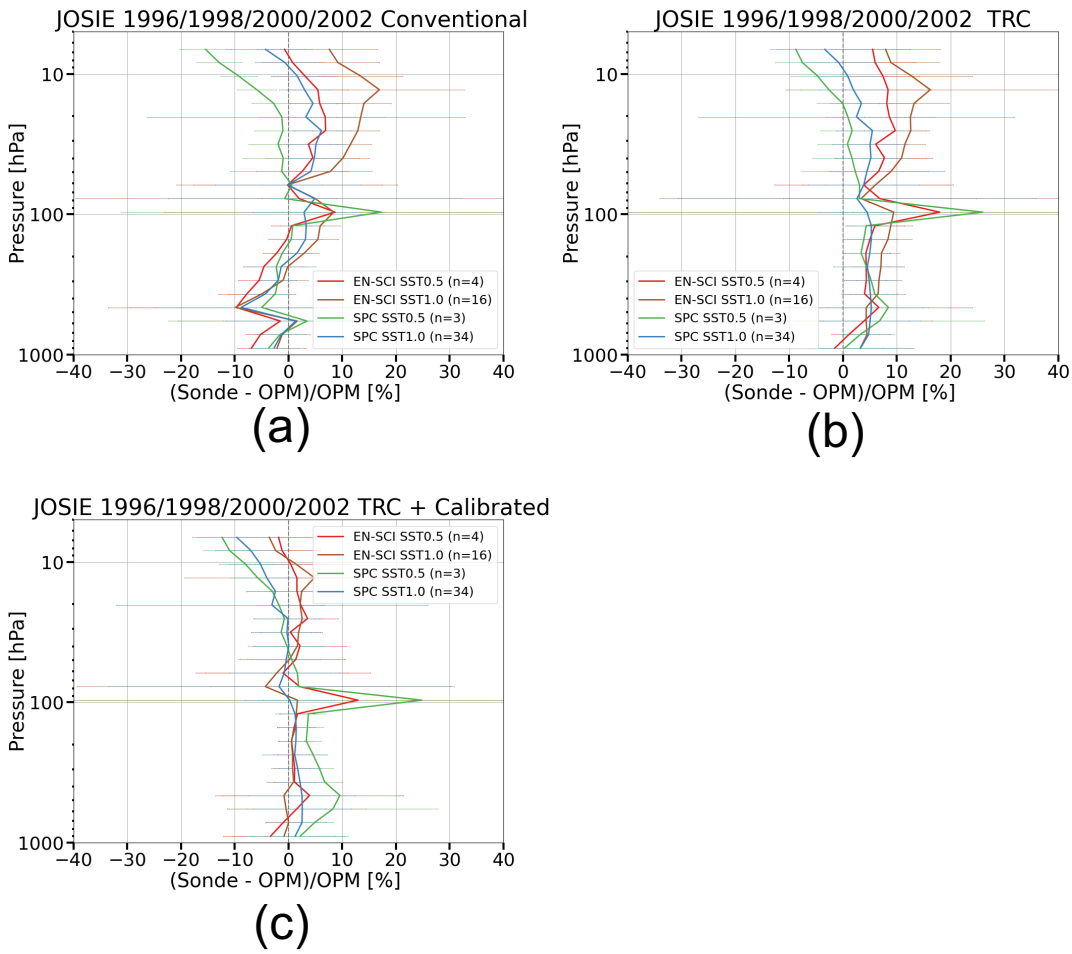 JOSIE 1996/1998/2000/2002 Conventional
Pressure [hPa]
10
100
1000
EN-SCI SST0.5 (n=4)
EN-SCI SST1.0 (n=16)
SPC SST0.5 (n=3)
SPC SST1.0 (n=34)
−40 −30 −20 −10 0 10 20 30 40
(Sonde - OPM)/OPM [%]
(a)
JOSIE 1996/1998/2000/2002  TRC
Pressure [hPa]
10
100
1000
EN-SCI SST0.5 (n=4)
EN-SCI SST1.0 (n=16)
SPC SST0.5 (n=3)
SPC SST1.0 (n=34)
−40 −30 −20 −10 0 10 20 30 40
(Sonde - OPM)/OPM [%]
(b)
JOSIE 1996/1998/2000/2002 TRC + Calibrated
Pressure [hPa]
10
100
1000
EN-SCI SST0.5 (n=4)
EN-SCI SST1.0 (n=16)
SPC SST0.5 (n=3)
SPC SST1.0 (n=34)
−40 −30 −20 −10 0 10 20 30 40
(Sonde - OPM)/OPM [%]
(c)